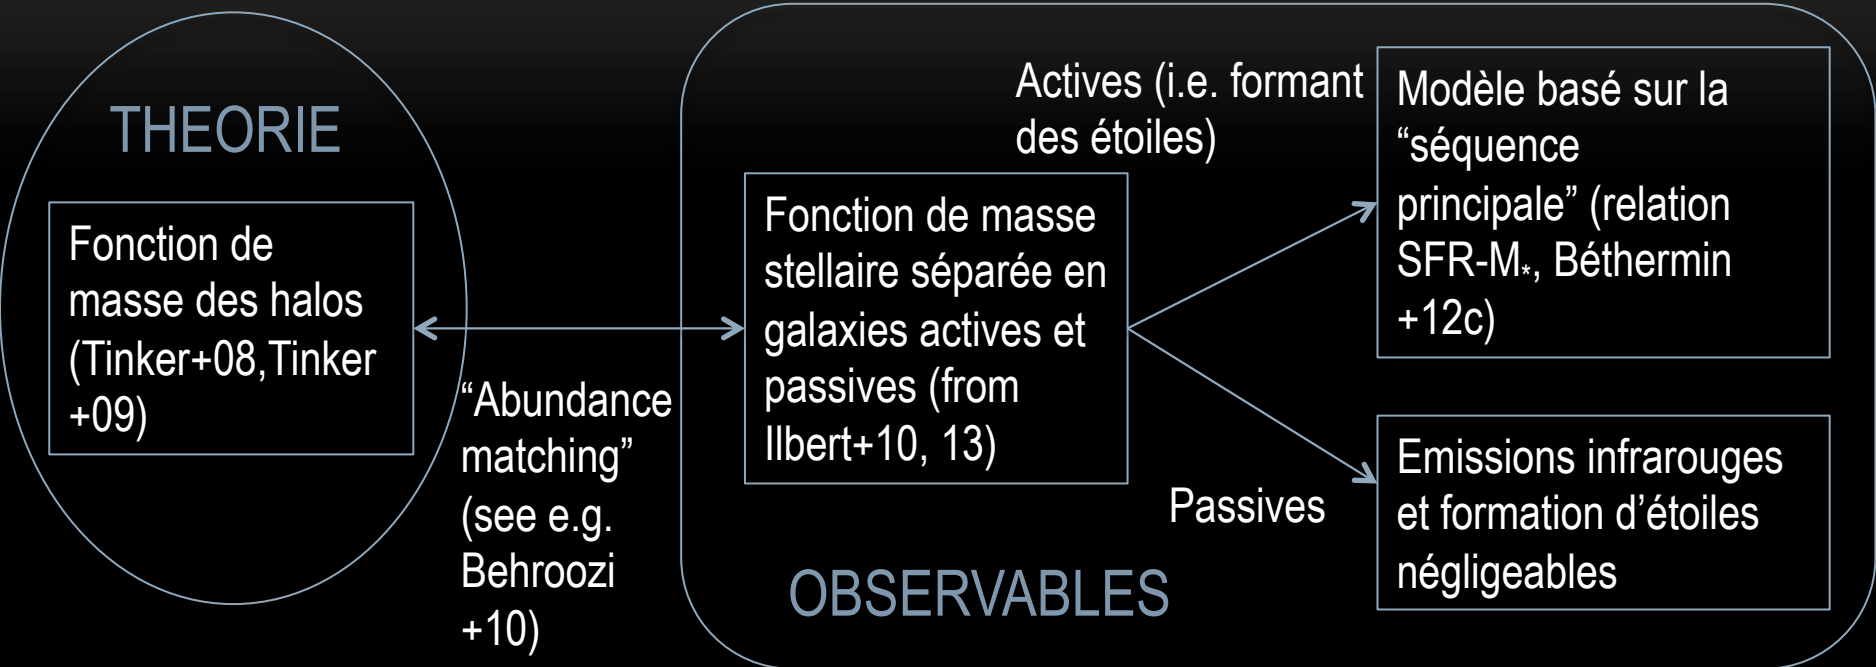 THEORIE
Fonction de
masse des halos
(Tinker+08,Tinker
+09)
“Abundance
matching”
(see e.g.
Behroozi
+10)
Fonction de masse
stellaire séparée en
galaxies actives et
passives (from
Ilbert+10, 13)
OBSERVABLES
Actives (i.e. formant
des étoiles)
Modèle basé sur la
“séquence
principale” (relation
SFR-M*, Béthermin
+12c)
Passives
Emissions infrarouges
et formation d’étoiles
négligeables